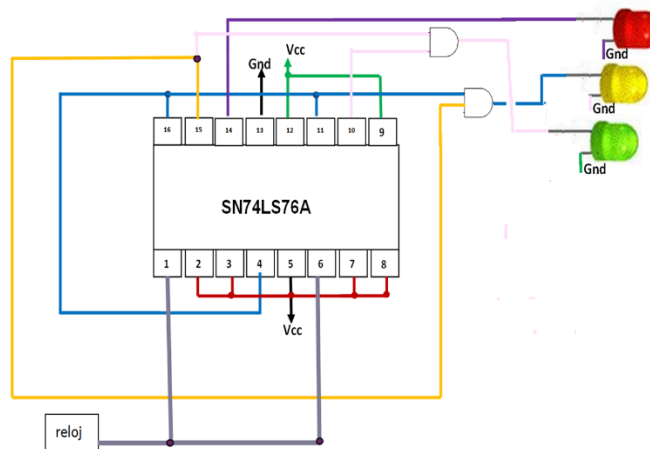 Gnd
Vcc
Gnd
Gnd
Gnd
16 15 14 13 12 11 10 9
SN74LS76A
1 2 3 4 5 6 7 8
Vcc
reloj